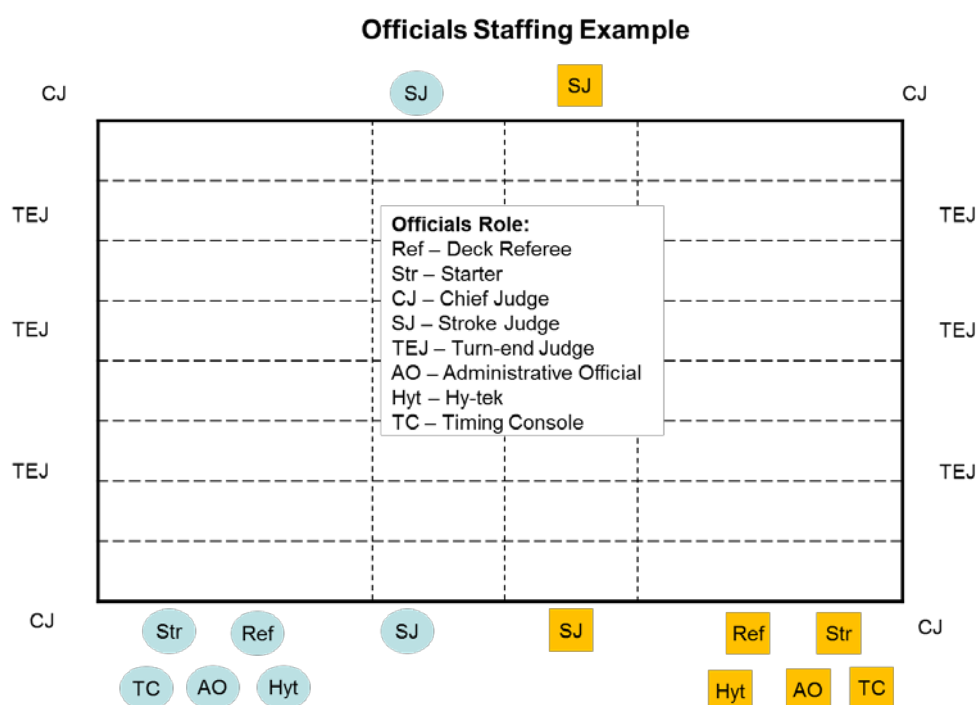 Officials Staffing Example
CJ SJ SJ CJ
TEJ TEJ
Officials Role:
Ref – Deck Referee
Str – Starter
CJ – Chief Judge
SJ – Stroke Judge
TEJ – Turn-end Judge
AO – Administrative Official
Hyt – Hy-tek
TC – Timing Console
TEJ TEJ
TEJ TEJ
CJ Str Ref SJ SJ Ref Str CJ
TC AO Hyt Hyt AO TC